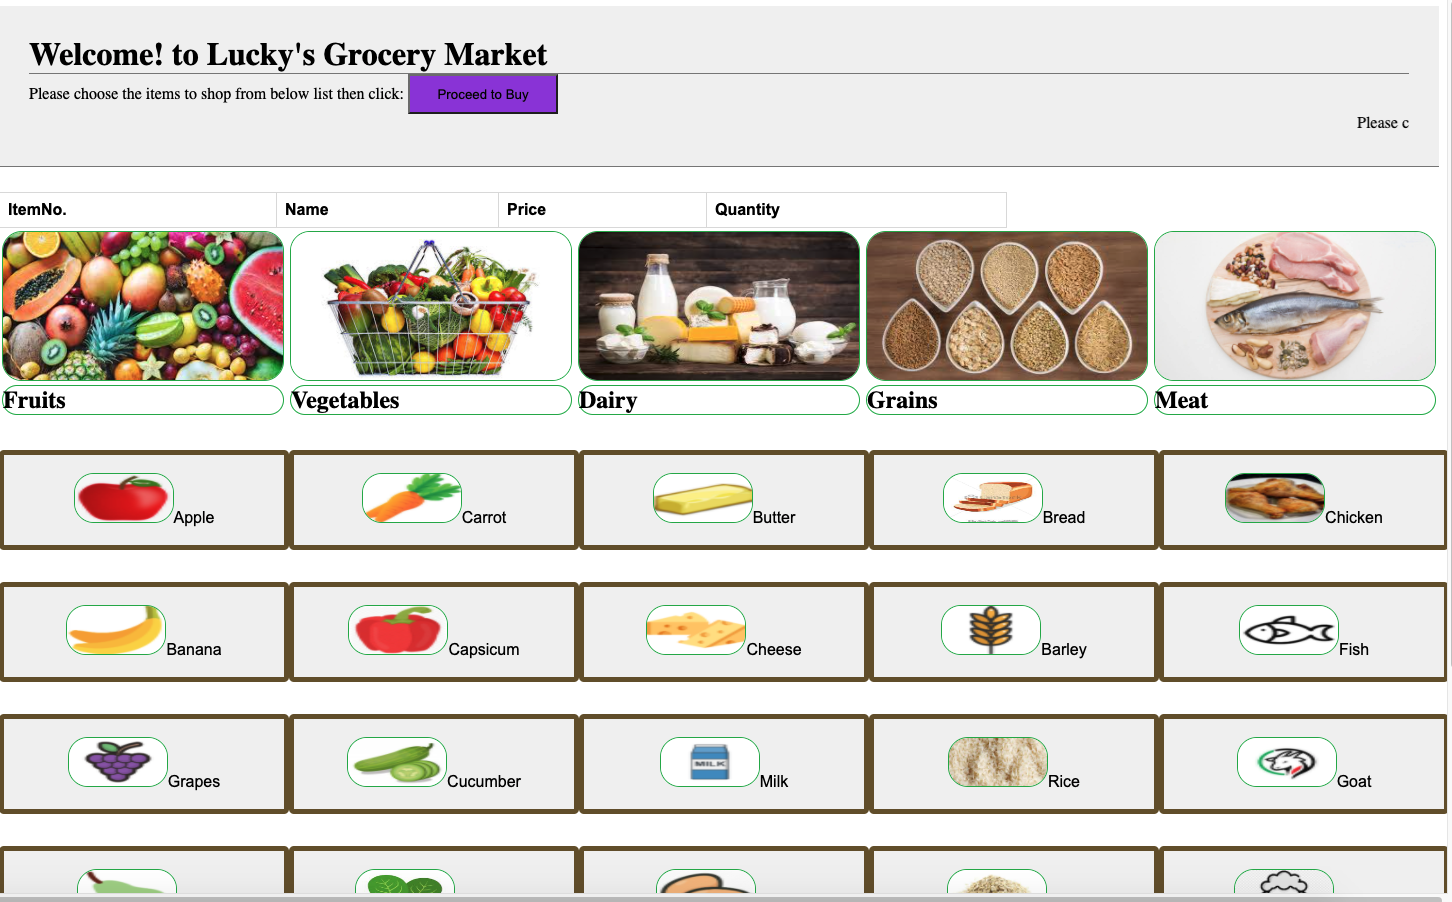 Welcome! to Lucky's Grocery Market
Please choose the items to shop from below list then click: Proceed to Buy
Please c
ItemNo. Name Price Quantity
Fruits Vegetables Dairy Grains Meat
Apple Carrot Butter Bread Chicken
Banana Capsicum Cheese Barley Fish
MILK
Grapes Cucumber Milk Rice Goat